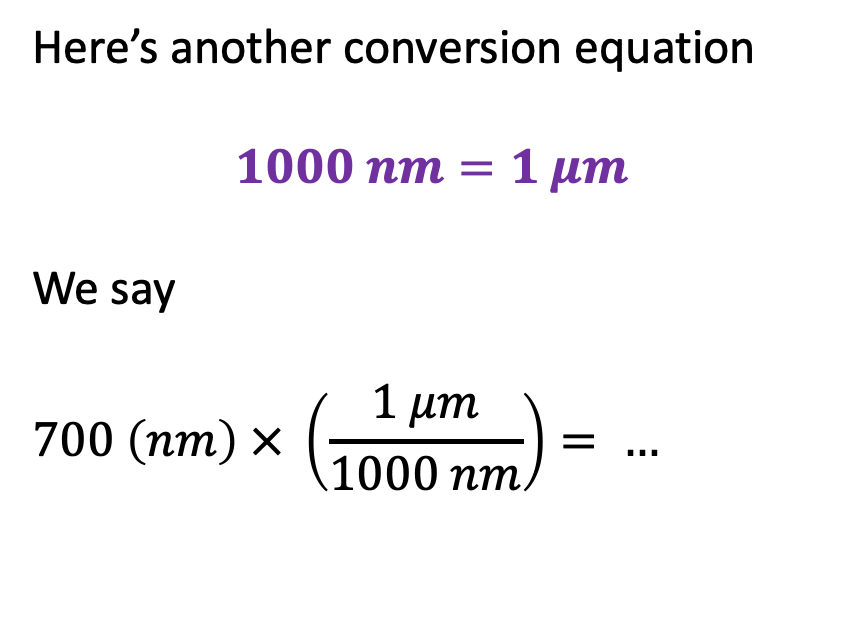 Here’s another conversion equation
1000 nm = 1 μm
We say
700 (nm) × (1 μm / 1000 nm) = ...